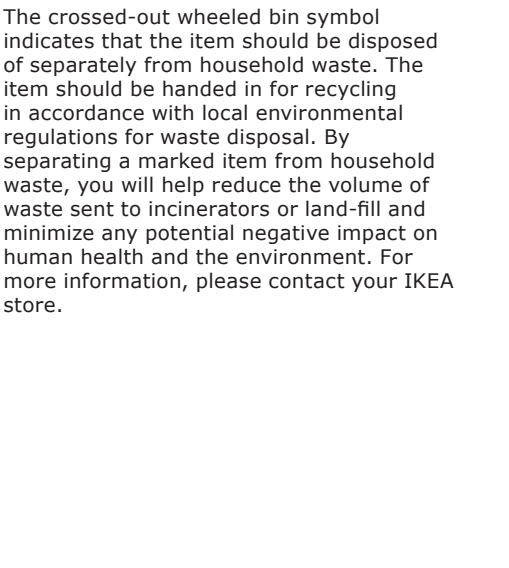 The crossed-out wheeled bin symbol
indicates that the item should be disposed
of separately from household waste. The
item should be handed in for recycling
in accordance with local environmental
regulations for waste disposal. By
separating a marked item from household
waste, you will help reduce the volume of
waste sent to incinerators or land-fill and
minimize any potential negative impact on
human health and the environment. For
more information, please contact your IKEA
store.